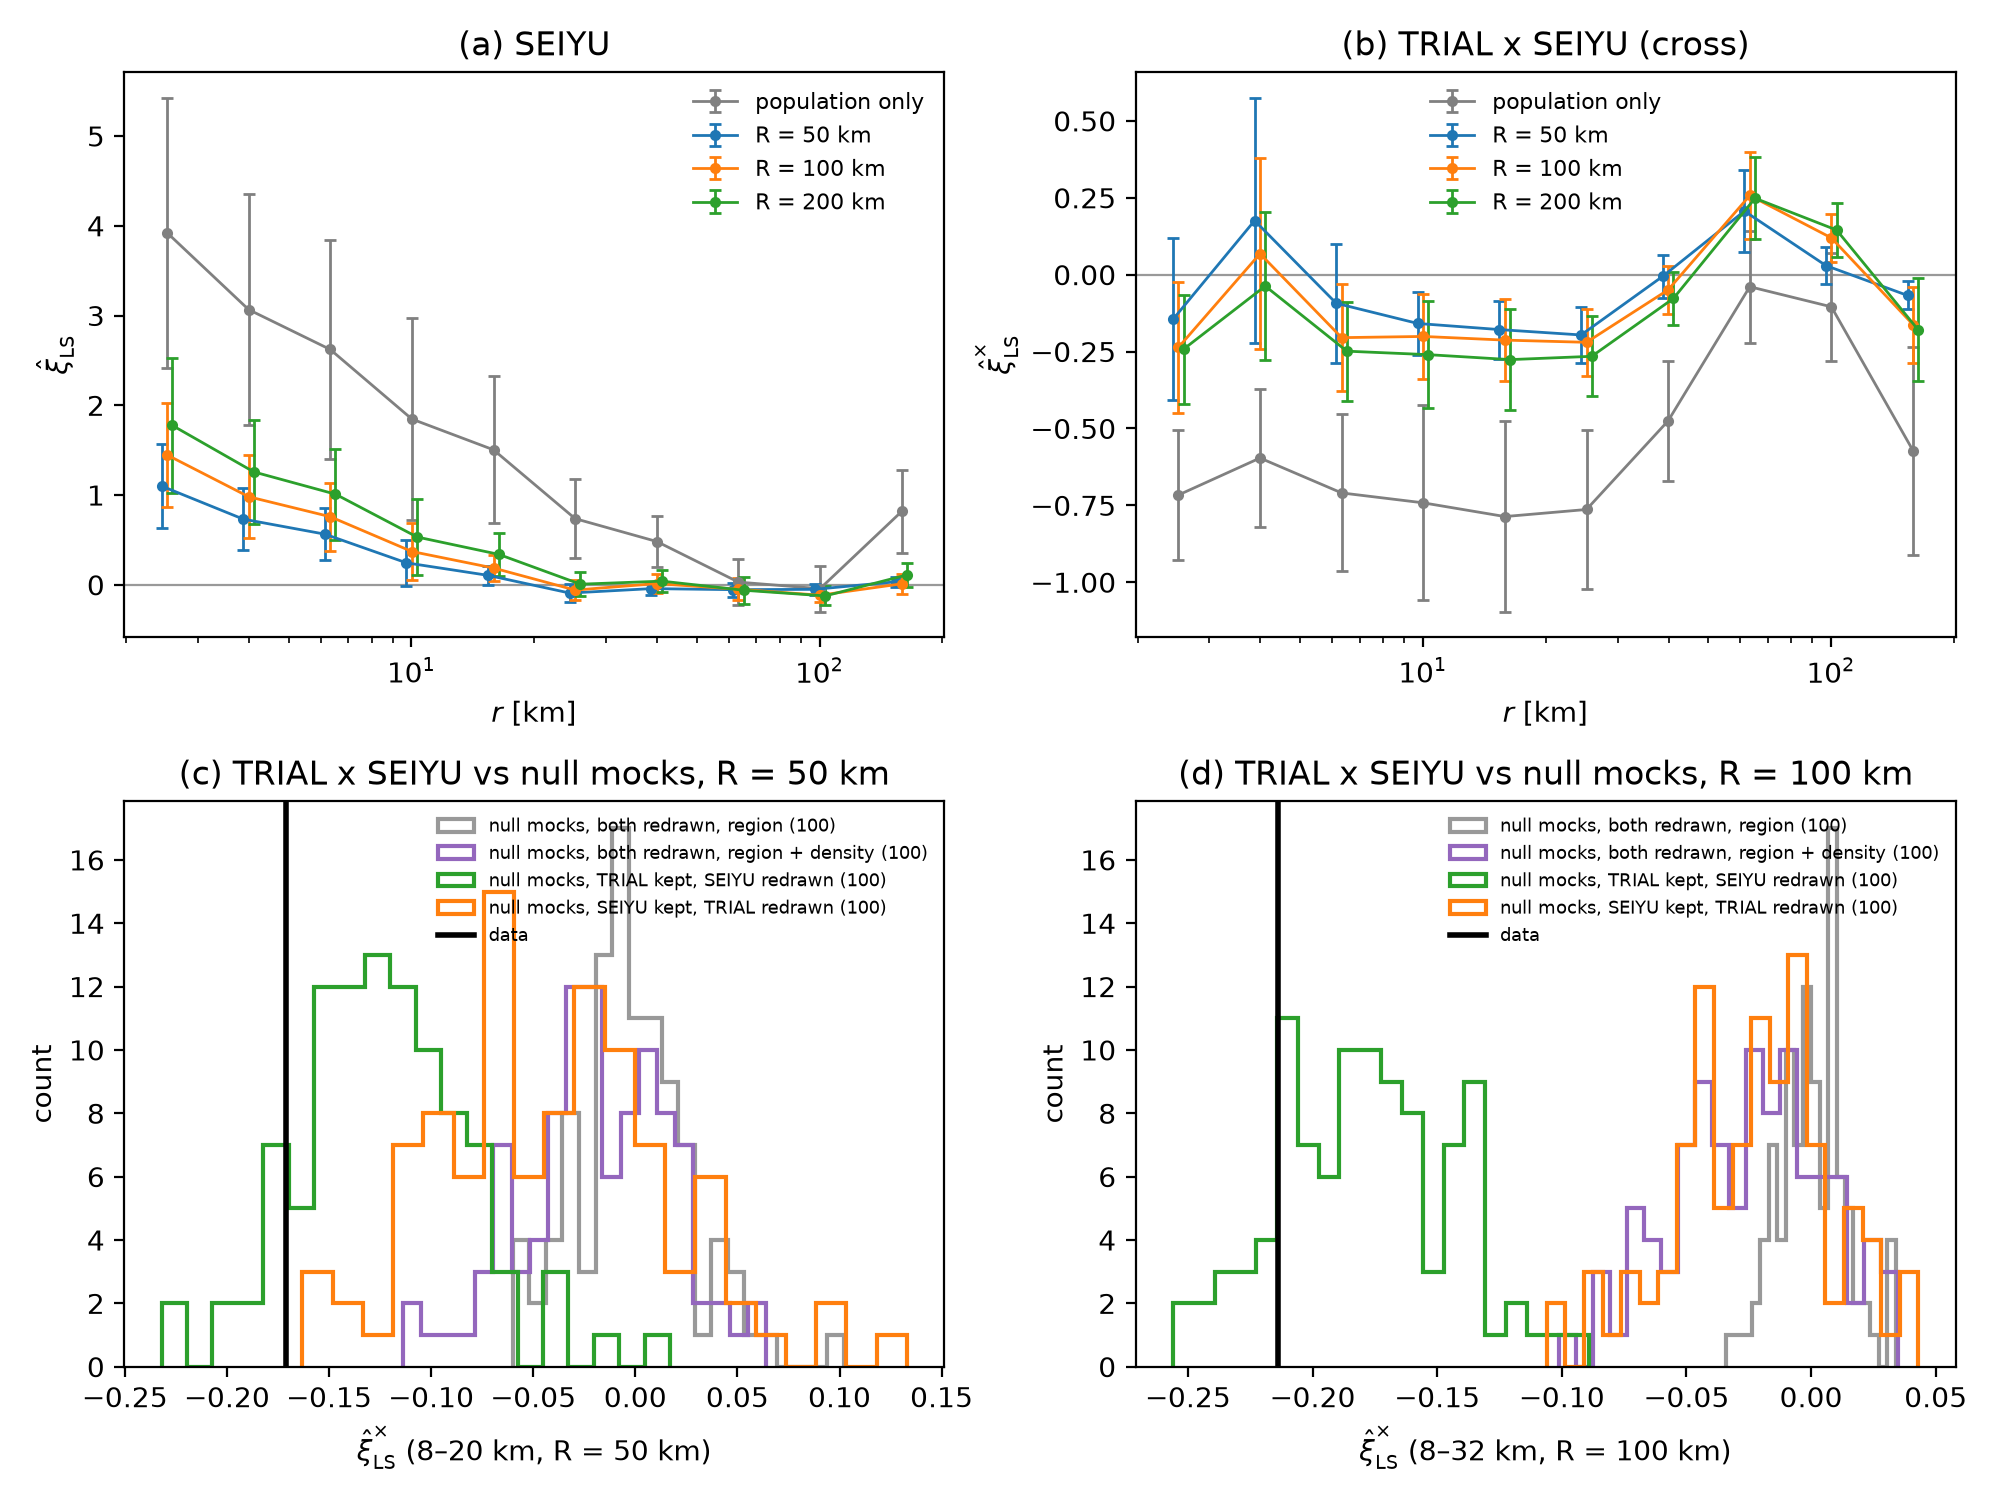 (a) SEIYU
population only
R = 50 km
R = 100 km
R = 200 km
5
4
3
2
1
0
ξ̂LS
10¹
10²
r [km]
(b) TRIAL x SEIYU (cross)
population only
R = 50 km
R = 100 km
R = 200 km
0.50
0.25
0.00
−0.25
−0.50
−0.75
−1.00
ξ̂×LS
10¹
10²
r [km]
(c) TRIAL x SEIYU vs null mocks, R = 50 km
null mocks, both redrawn, region (100)
null mocks, both redrawn, region + density (100)
null mocks, TRIAL kept, SEIYU redrawn (100)
null mocks, SEIYU kept, TRIAL redrawn (100)
data
16
14
12
10
8
6
4
2
0
count
−0.25
−0.20
−0.15
−0.10
−0.05
0.00
0.05
0.10
0.15
ξ̂×LS (8–20 km, R = 50 km)
(d) TRIAL x SEIYU vs null mocks, R = 100 km
null mocks, both redrawn, region (100)
null mocks, both redrawn, region + density (100)
null mocks, TRIAL kept, SEIYU redrawn (100)
null mocks, SEIYU kept, TRIAL redrawn (100)
data
16
14
12
10
8
6
4
2
0
count
−0.25
−0.20
−0.15
−0.10
−0.05
0.00
0.05
ξ̂×LS (8–32 km, R = 100 km)